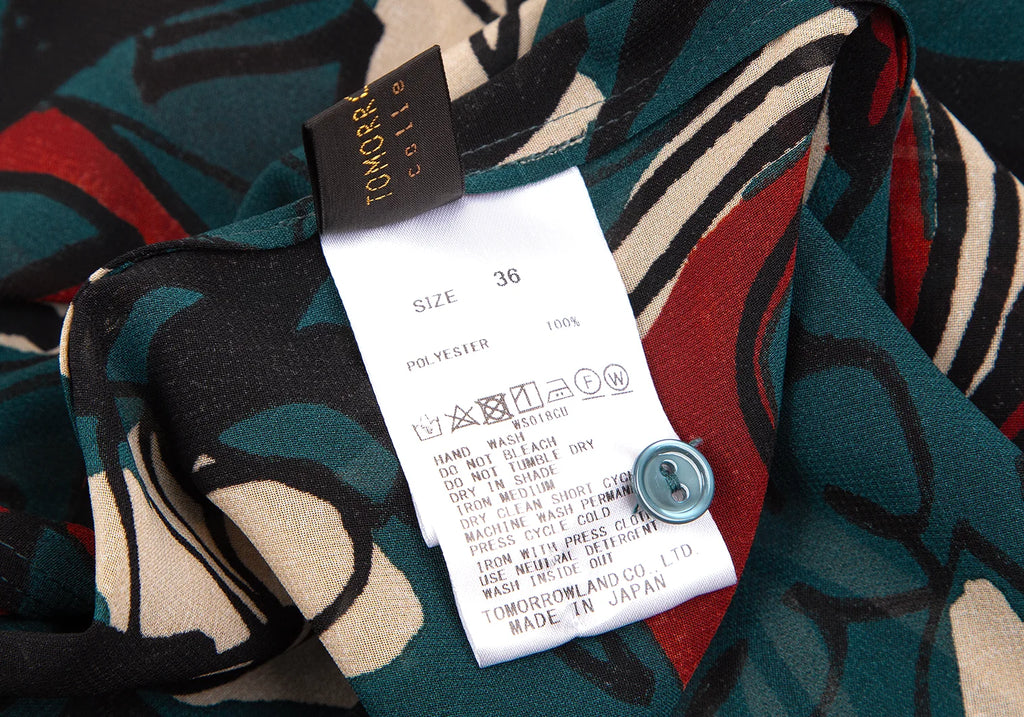 TOMORR
colle
SIZE 36
POLYESTER 100%
F W
WS018CU
HAND WASH
DO NOT BLEACH
DO NOT TUMBLE DRY
DRY IN SHADE
IRON MEDIUM
DRY CLEAN SHORT CYC
MACHINE WASH PERMAN
PRESS CYCLE COLD
IRON WITH PRESS CLOT
USE NEUTRAL DETERGENT
WASH INSIDE OUT
TOMORROWLAND CO., LTD.
MADE IN JAPAN